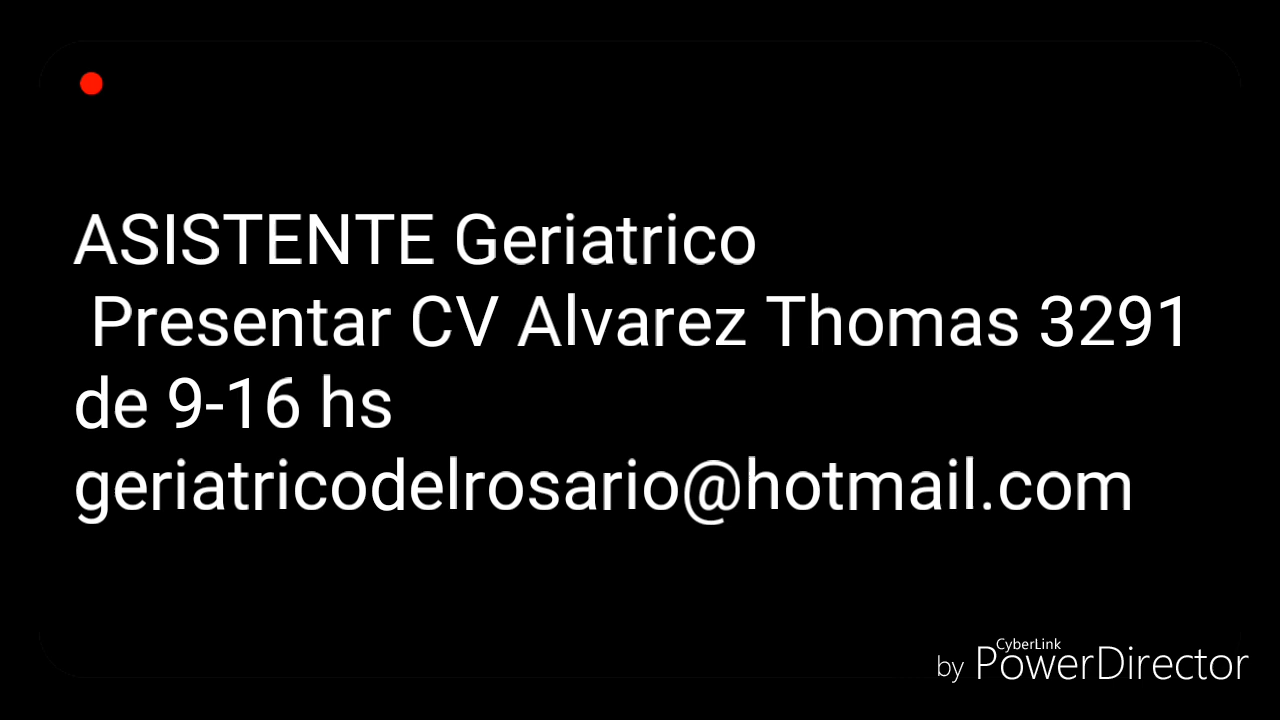 ASISTENTE Geriatrico
Presentar CV Alvarez Thomas 3291
de 9-16 hs
geriatricodelrosario@hotmail.com
CyberLink
by PowerDirector